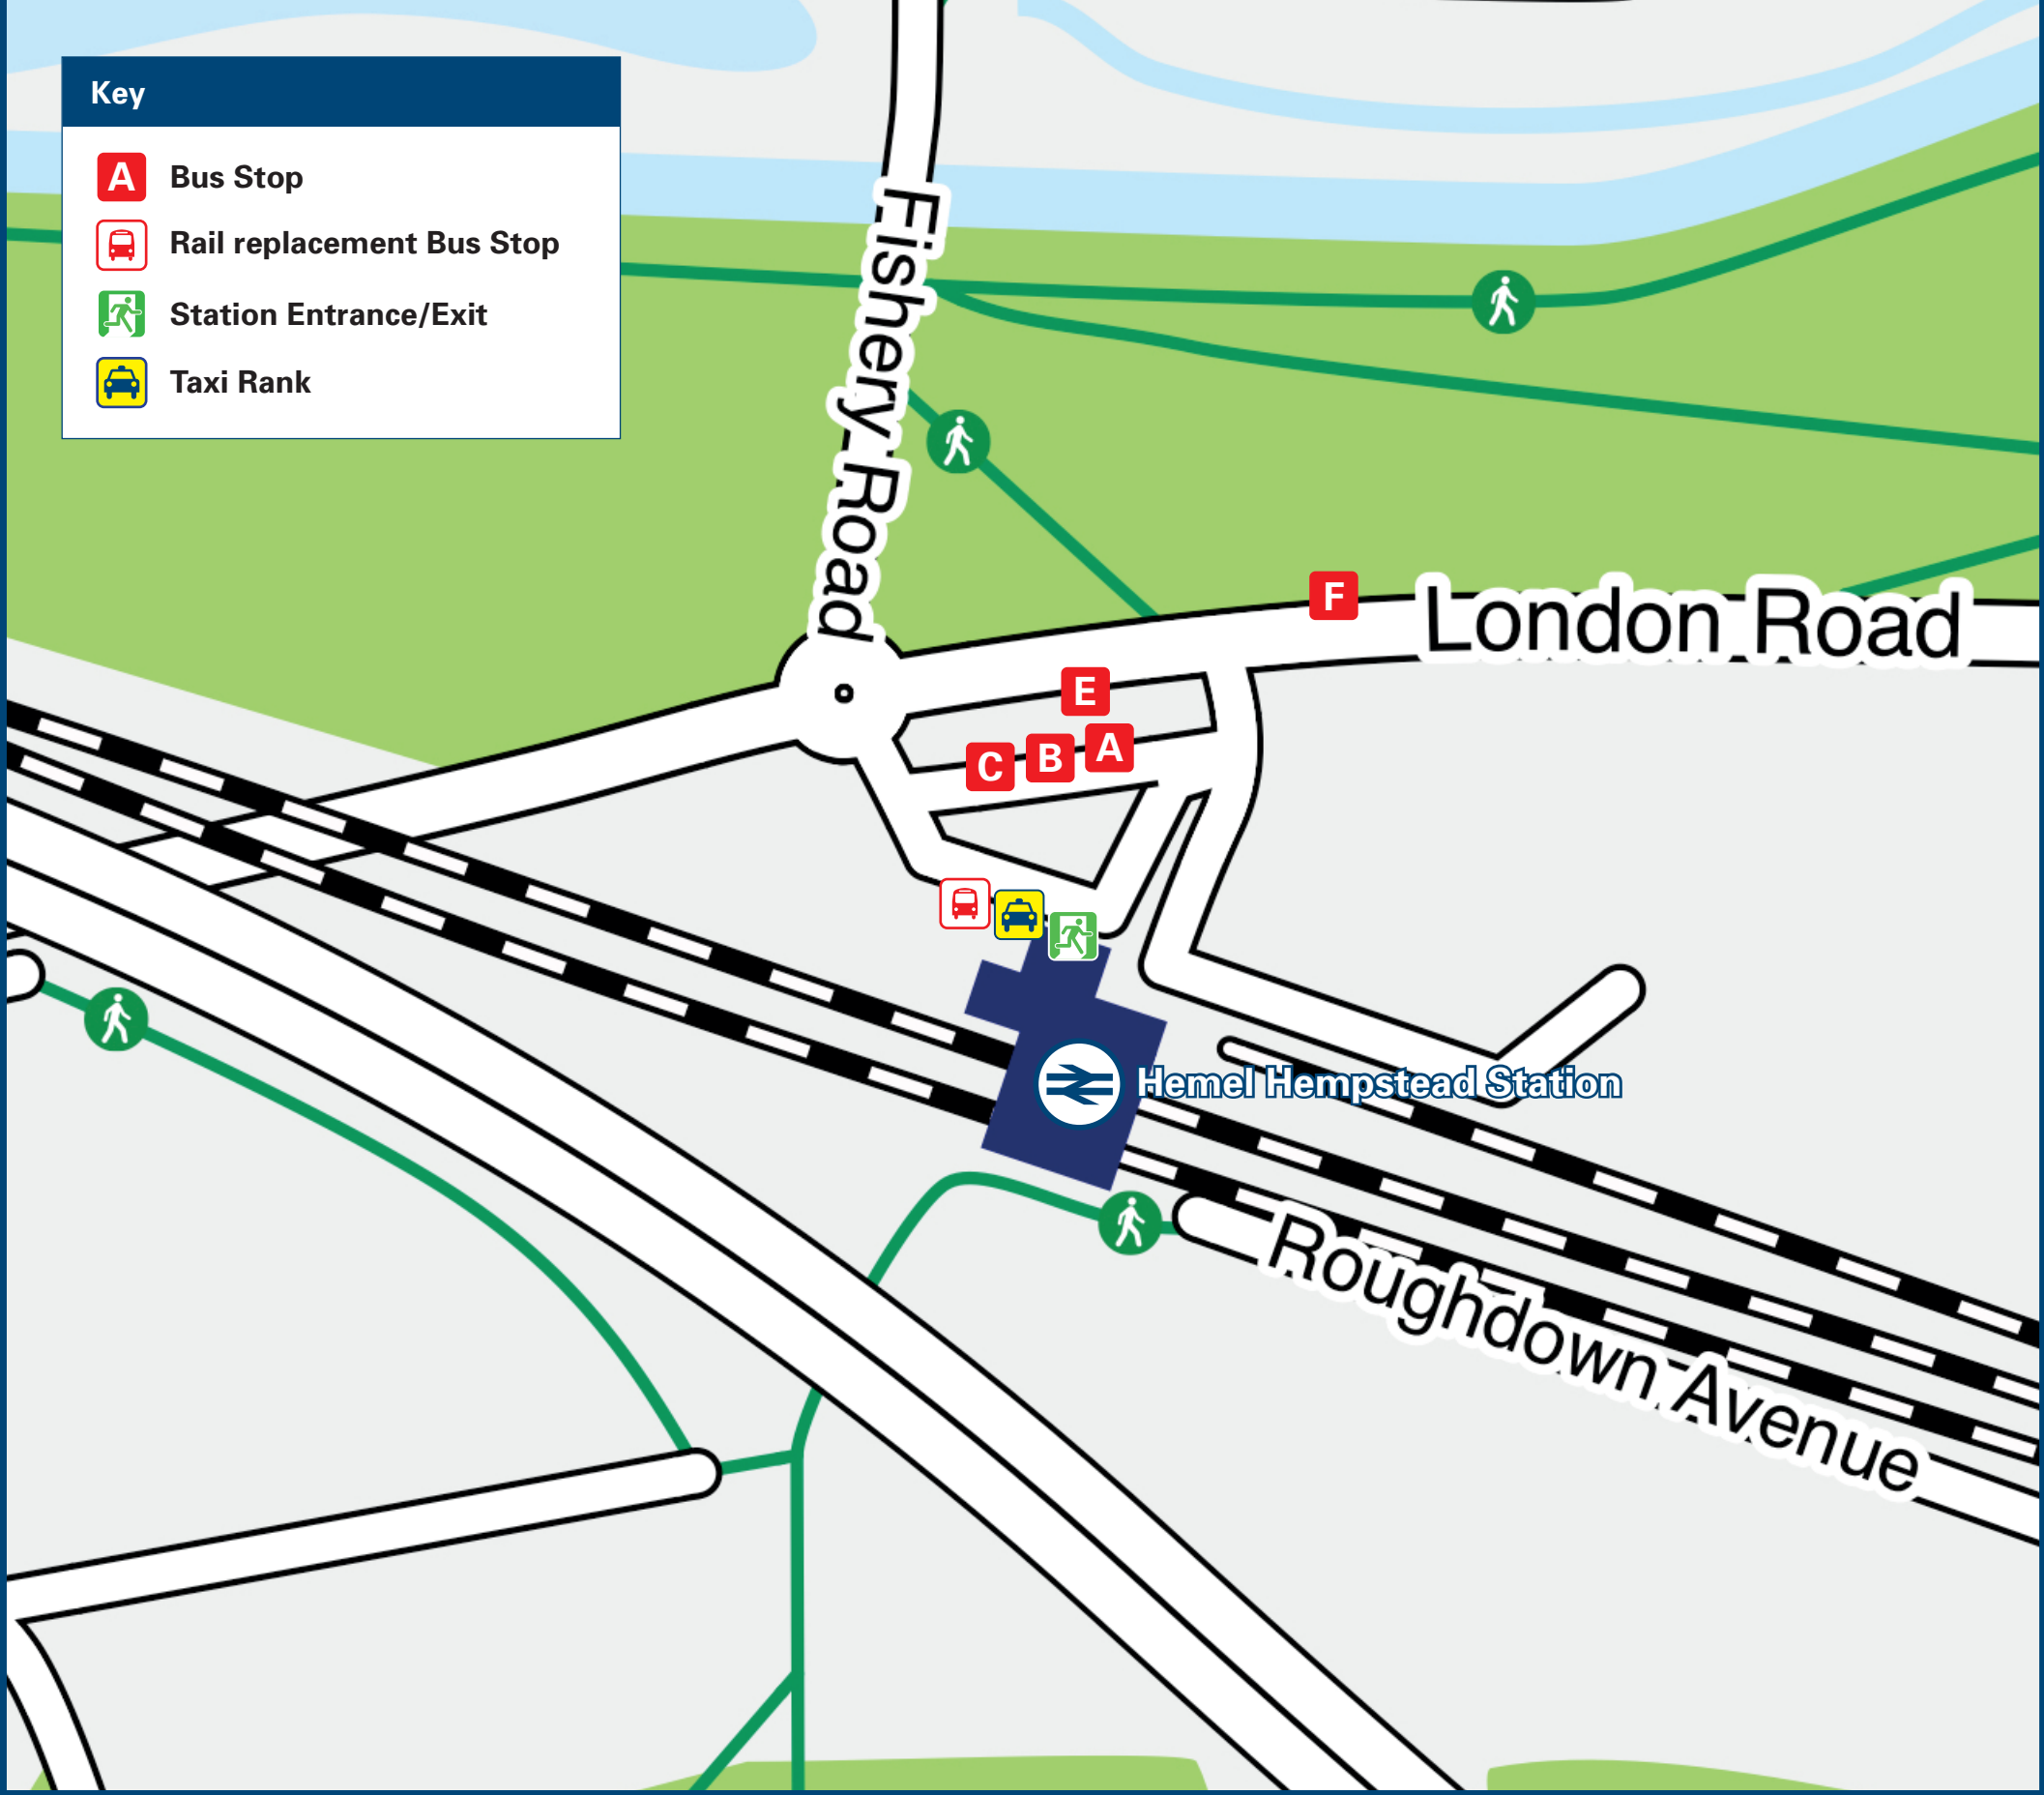 Key
A Bus Stop
Rail replacement Bus Stop
Station Entrance/Exit
Taxi Rank
Fishery Road
F
London Road
E
C B A
Hemel Hempstead Station
Roughdown Avenue